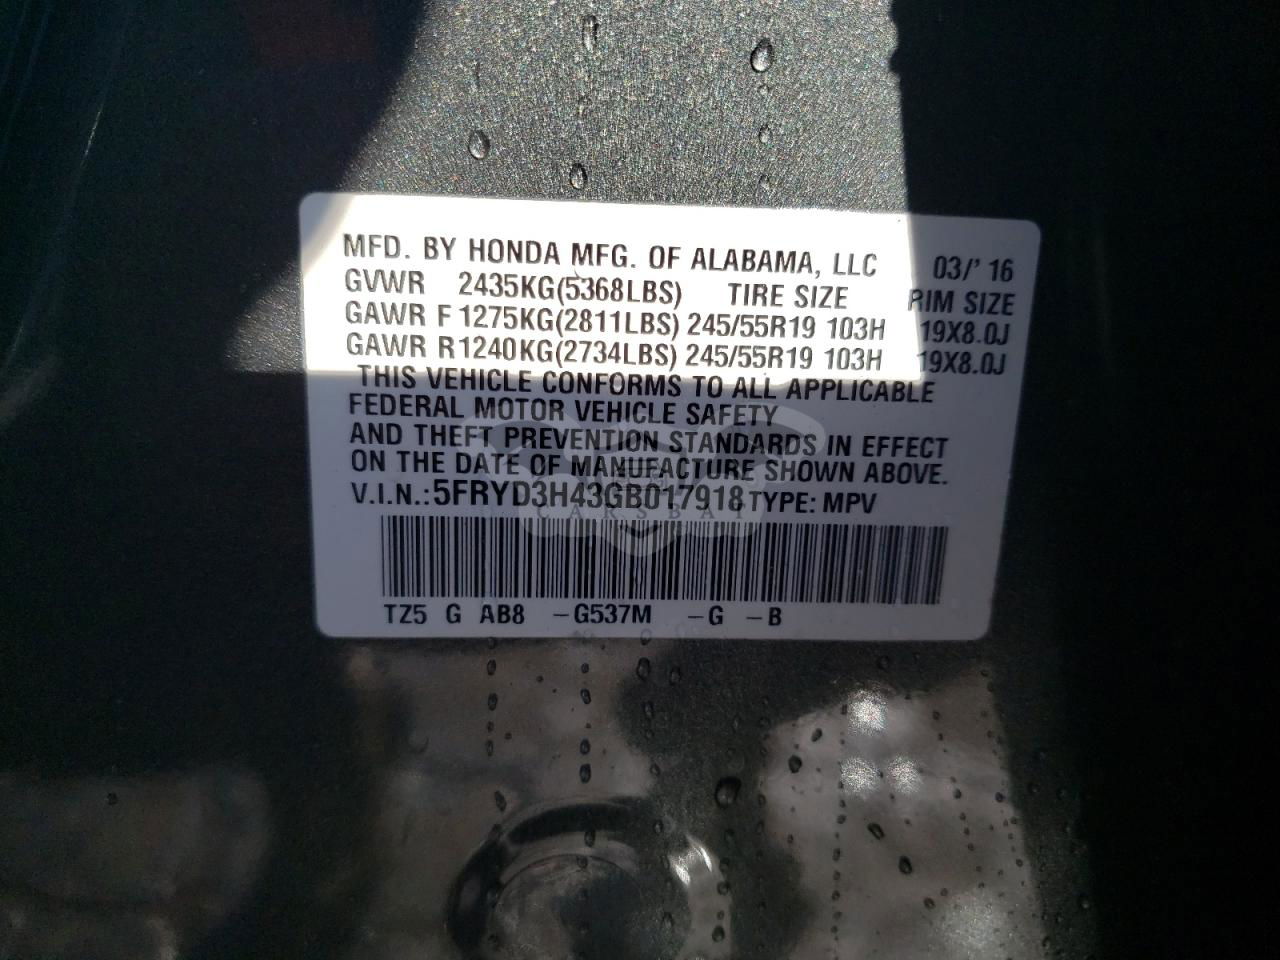 MFD. BY HONDA MFG. OF ALABAMA, LLC 03/' 16
GVWR 2435KG(5368LBS) TIRE SIZE RIM SIZE
GAWR F 1275KG(2811LBS) 245/55R19 103H 19X8.0J
GAWR R1240KG(2734LBS) 245/55R19 103H 19X8.0J
THIS VEHICLE CONFORMS TO ALL APPLICABLE
FEDERAL MOTOR VEHICLE SAFETY
AND THEFT PREVENTION STANDARDS IN EFFECT
ON THE DATE OF MANUFACTURE SHOWN ABOVE.
V.I.N.:5FRYD3H43GB017918 TYPE: MPV
CARSBAT
TZ5 G AB8 -G537M -G -B